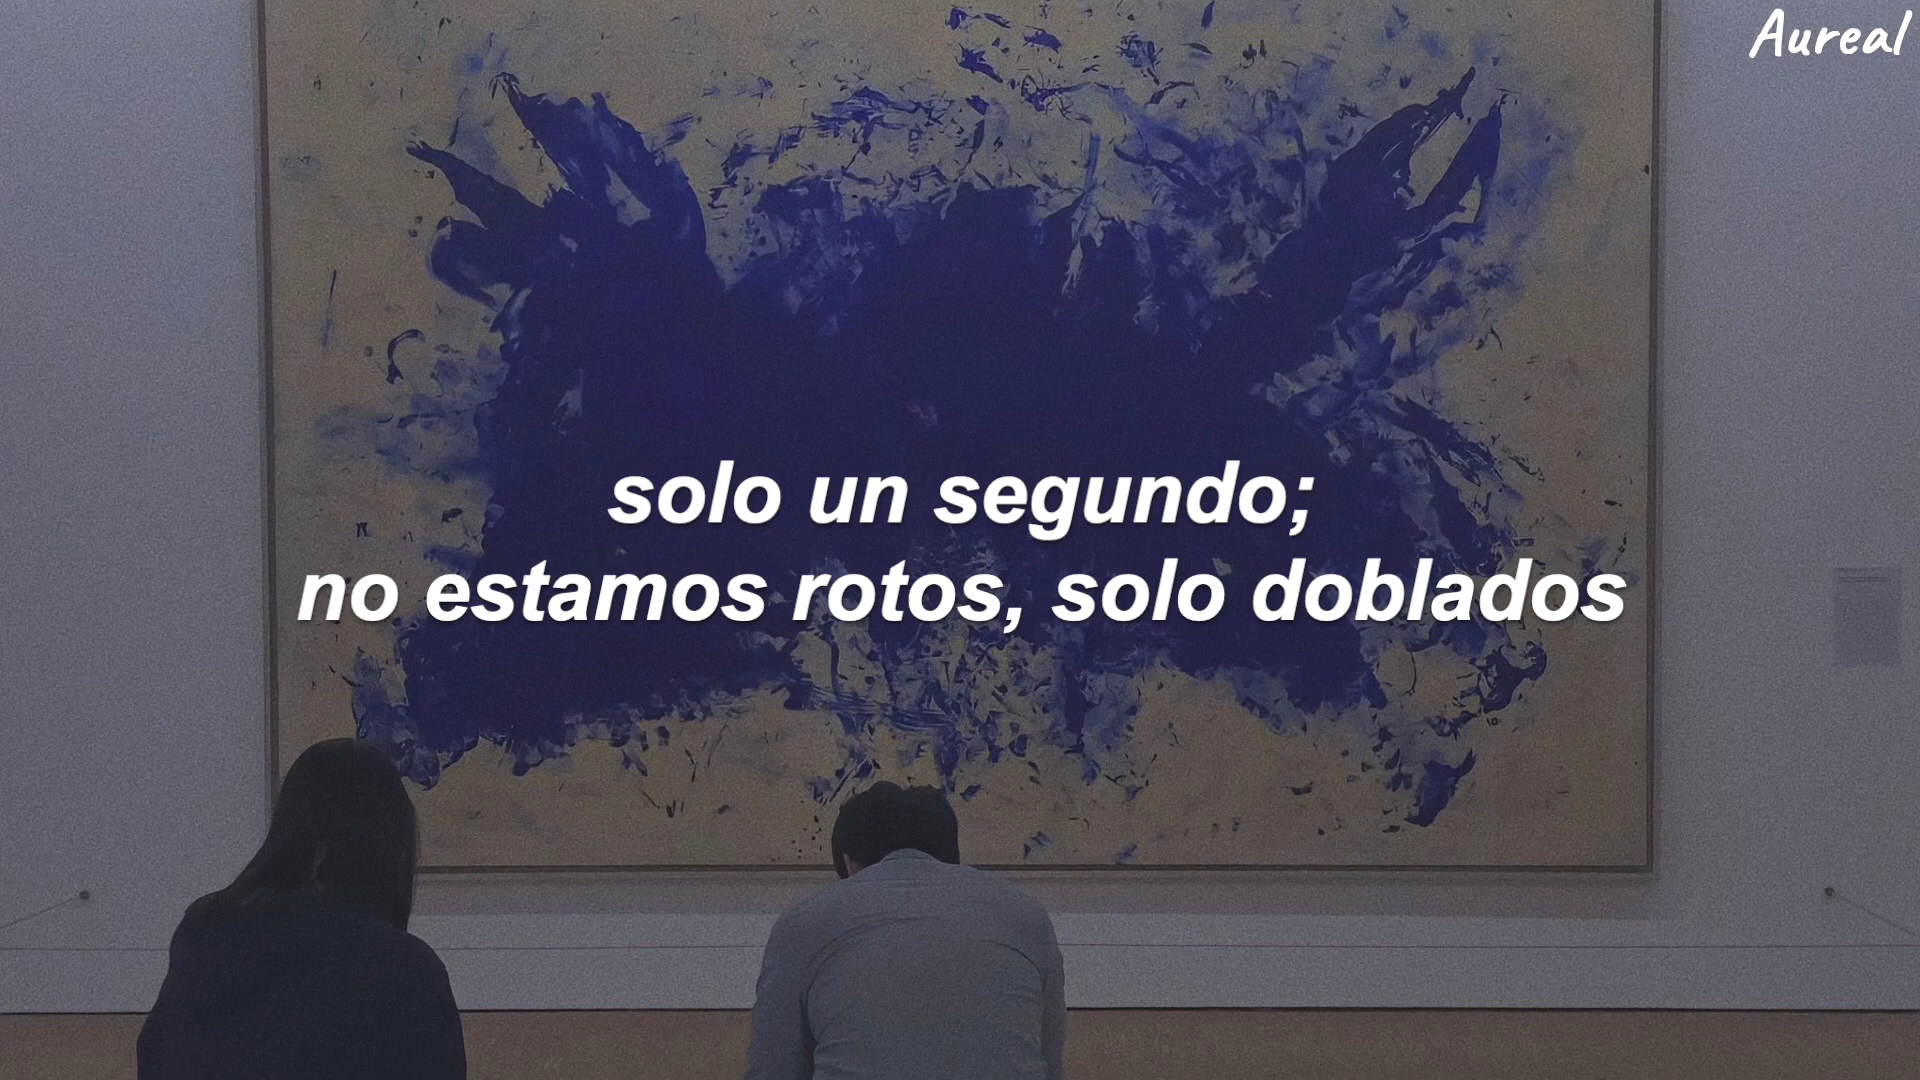 Aureal
solo un segundo;
no estamos rotos, solo doblados